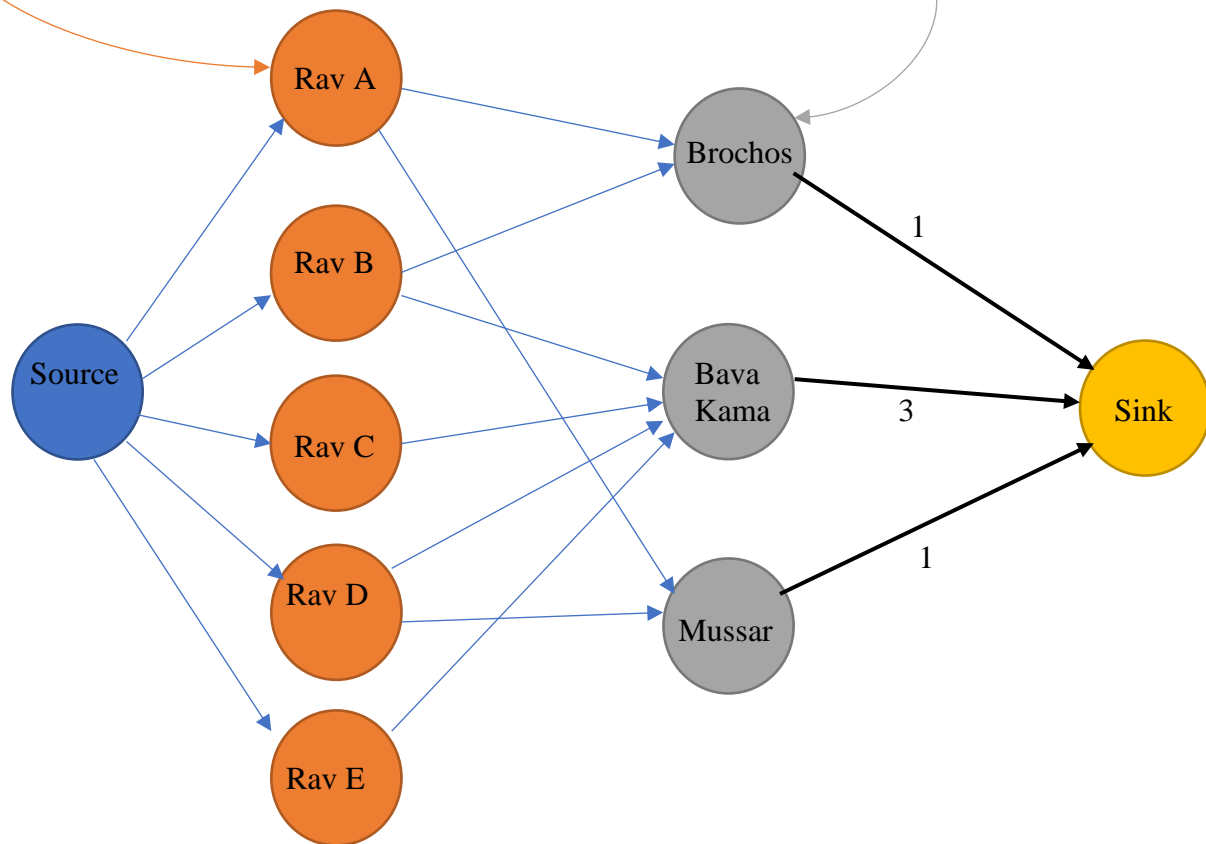 Rav A
Brochos
1
Rav B
Source
Bava
Kama
3
Sink
Rav C
1
Rav D
Mussar
Rav E